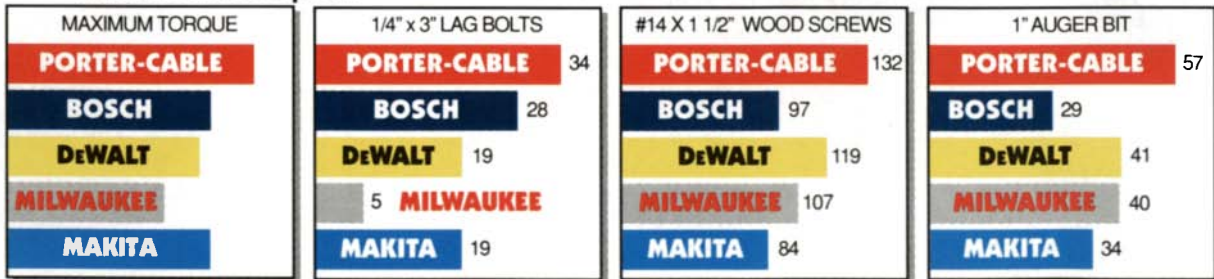 MAXIMUM TORQUE
PORTER-CABLE
BOSCH
DEWALT
MILWAUKEE
MAKITA
1/4" x 3" LAG BOLTS
PORTER-CABLE 34
BOSCH 28
DEWALT 19
5 MILWAUKEE
MAKITA 19
#14 X 1 1/2" WOOD SCREWS
PORTER-CABLE 132
BOSCH 97
DEWALT 119
MILWAUKEE 107
MAKITA 84
1" AUGER BIT
PORTER-CABLE 57
BOSCH 29
DEWALT 41
MILWAUKEE 40
MAKITA 34